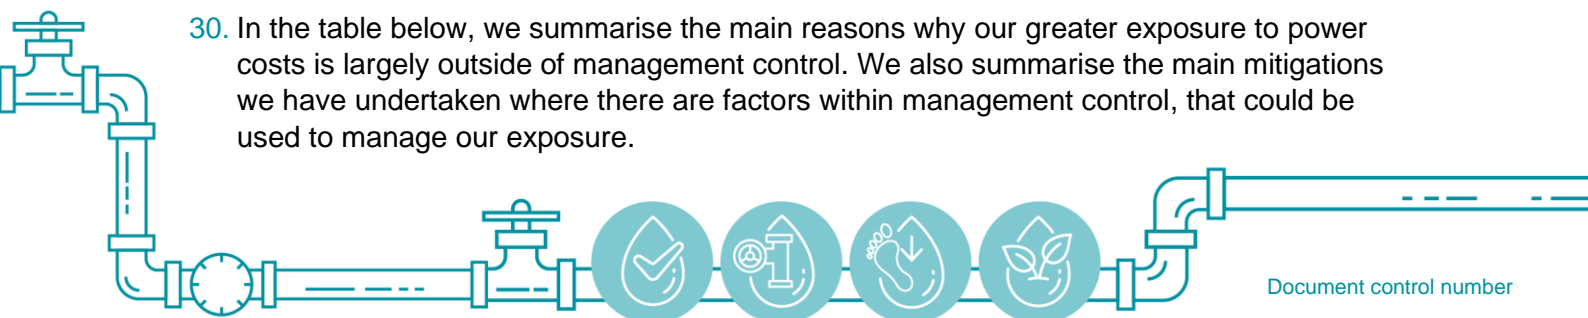 30. In the table below, we summarise the main reasons why our greater exposure to power
costs is largely outside of management control. We also summarise the main mitigations
we have undertaken where there are factors within management control, that could be
used to manage our exposure.
Document control number